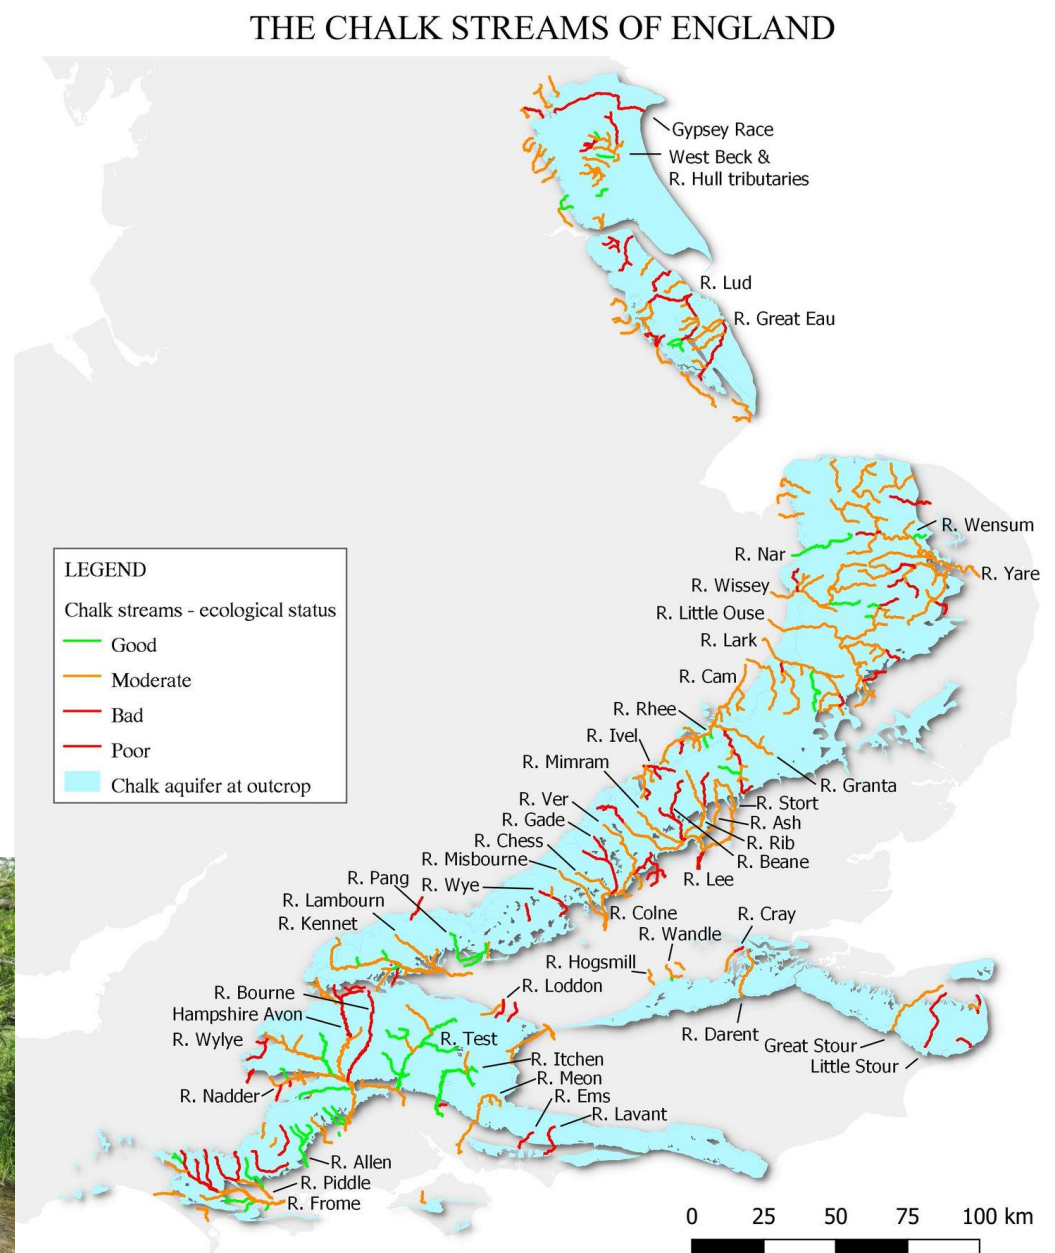 THE CHALK STREAMS OF ENGLAND
Gypsey Race
West Beck &
R. Hull tributaries
R. Lud
R. Great Eau
R. Wensum
R. Nar
R. Yare
R. Wissey
R. Little Ouse
R. Lark
R. Cam
R. Rhee
R. Ivel
R. Mimram
R. Granta
R. Ver
R. Stort
R. Gade
R. Ash
R. Chess
R. Rib
R. Misbourne
R. Beane
R. Pang
R. Wye
R. Lee
R. Lambourn
R. Colne
R. Cray
R. Kennet
R. Wandle
R. Hogsmill
R. Bourne
R. Loddon
Hampshire Avon
R. Wylye
R. Test
R. Darent
Great Stour
R. Itchen
Little Stour
R. Meon
R. Nadder
R. Ems
R. Lavant
R. Allen
R. Piddle
R. Frome
LEGEND
Chalk streams - ecological status
Good
Moderate
Bad
Poor
Chalk aquifer at outcrop
0 25 50 75 100 km